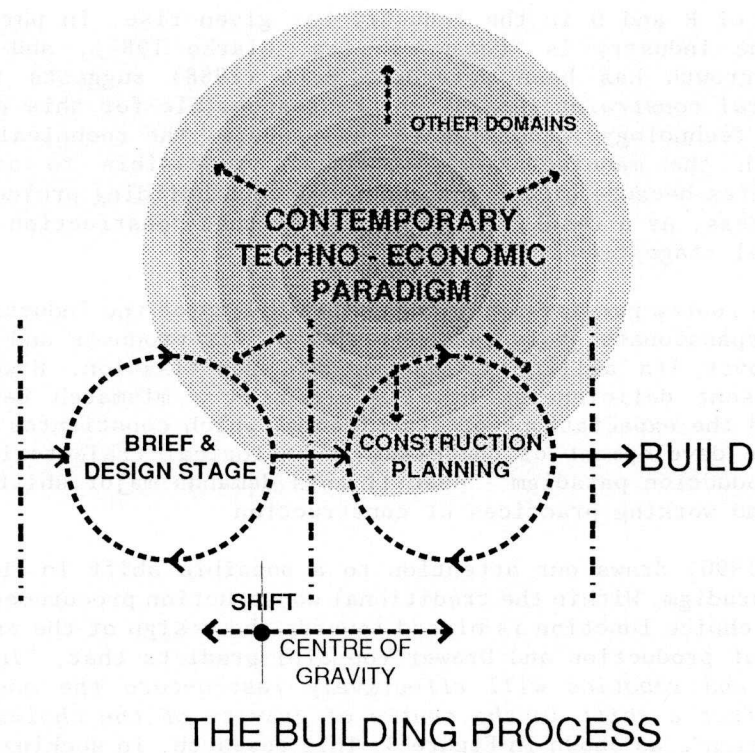 OTHER DOMAINS
CONTEMPORARY
TECHNO - ECONOMIC
PARADIGM
BRIEF &
DESIGN STAGE
CONSTRUCTION
PLANNING
BUILD
SHIFT
CENTRE OF
GRAVITY
THE BUILDING PROCESS